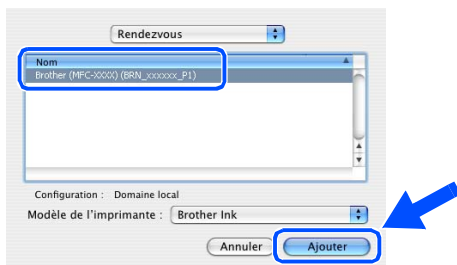 Rendezvous
Nom
Brother (MFC-XXXX) (BRN_xxxxxx_P1)
Configuration : Domaine local
Modèle de l'imprimante : Brother Ink
Annuler Ajouter